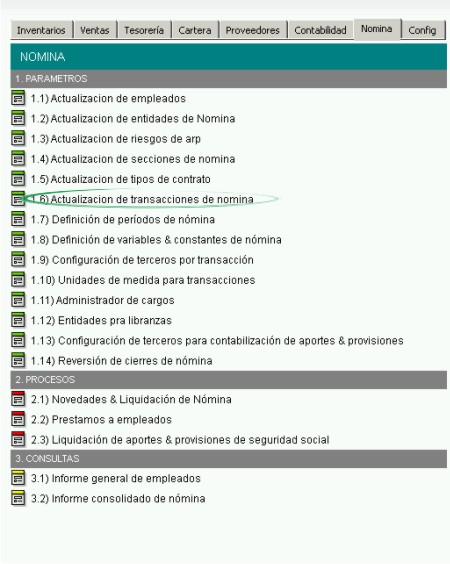 Inventarios Ventas Tesorería Cartera Proveedores Contabilidad Nomina Config
NOMINA
1. PARAMETROS
1.1) Actualizacion de empleados
1.2) Actualizacion de entidades de Nomina
1.3) Actualizacion de riesgos de arp
1.4) Actualizacion de secciones de nomina
1.5) Actualizacion de tipos de contrato
1.6) Actualizacion de transacciones de nomina
1.7) Definición de períodos de nómina
1.8) Definición de variables & constantes de nómina
1.9) Configuración de terceros por transacción
1.10) Unidades de medida para transacciones
1.11) Administrador de cargos
1.12) Entidades pra libranzas
1.13) Configuración de terceros para contabilización de aportes & provisiones
1.14) Reversión de cierres de nómina
2. PROCESOS
2.1) Novedades & Liquidación de Nómina
2.2) Prestamos a empleados
2.3) Liquidación de aportes & provisiones de seguridad social
3. CONSULTAS
3.1) Informe general de empleados
3.2) Informe consolidado de nómina